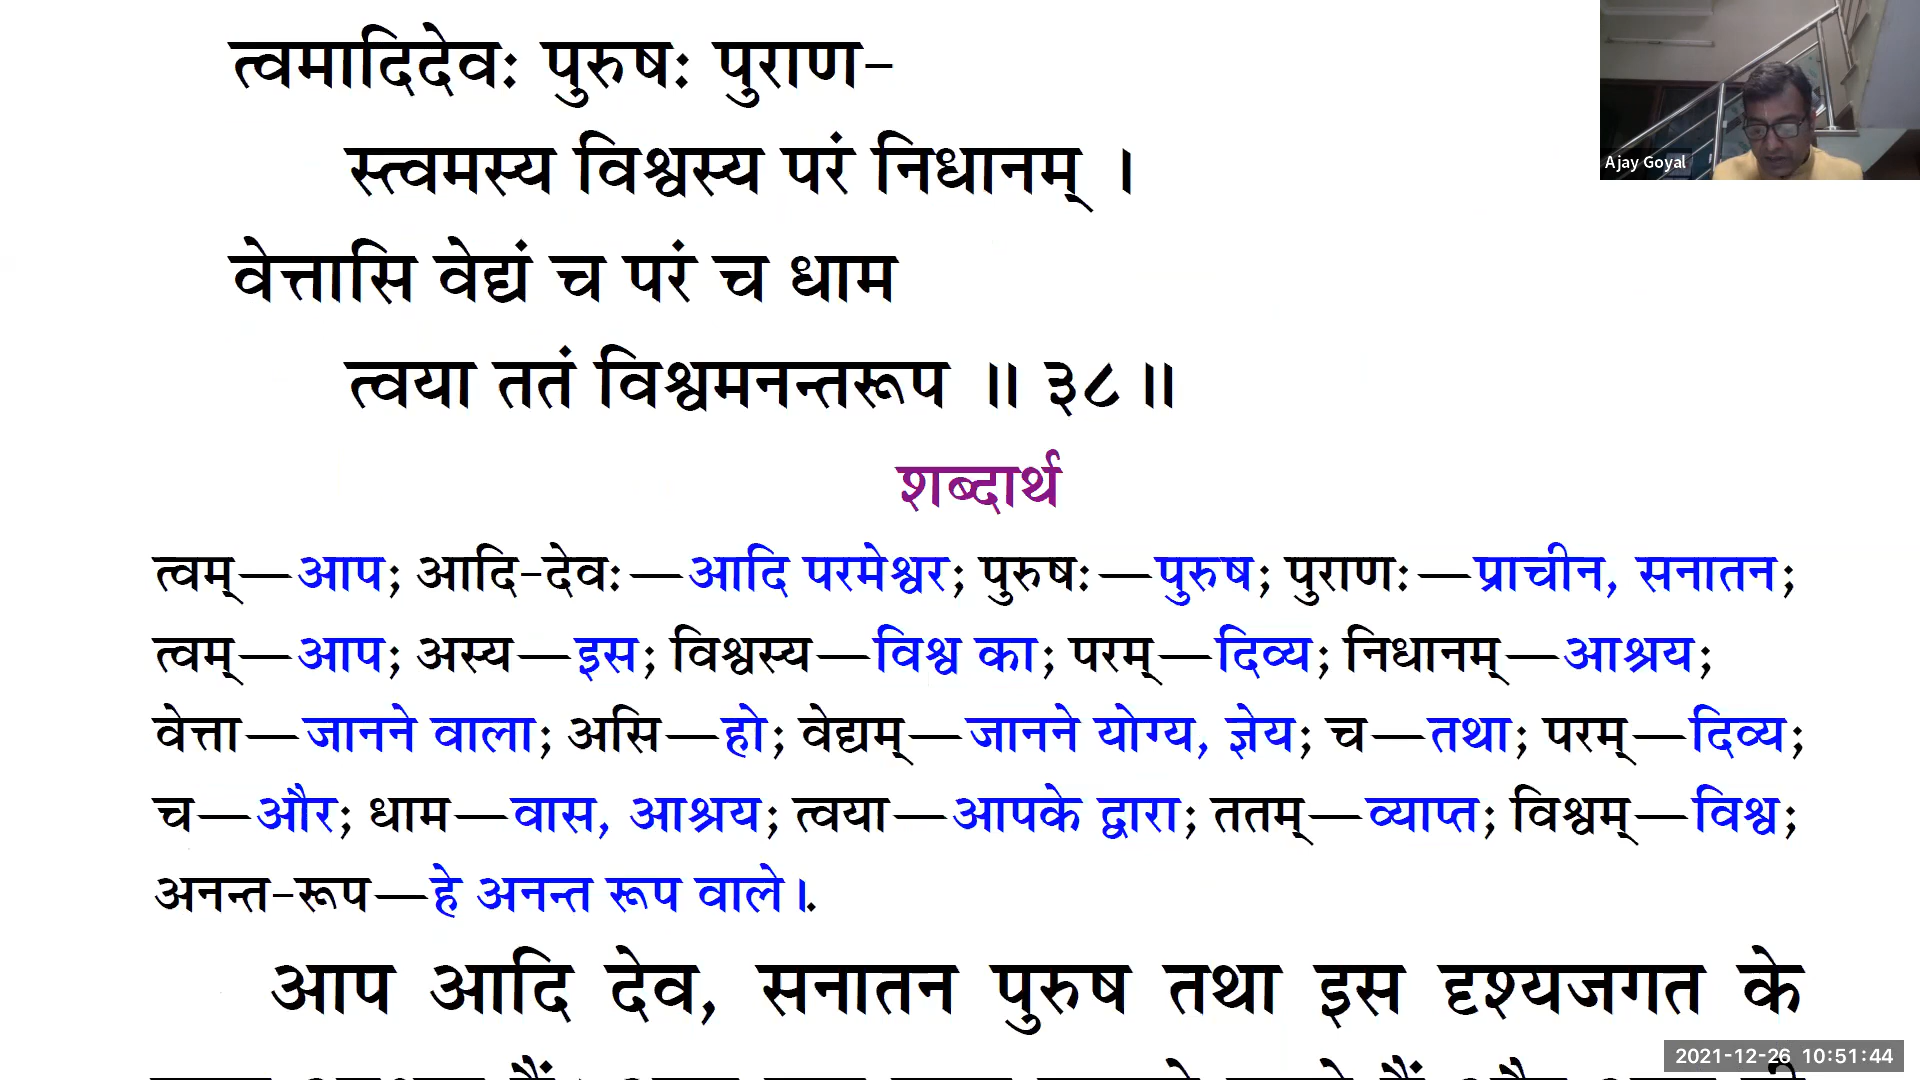 त्वमादिदेवः पुरुषः पुराण-
स्त्वमस्य विश्वस्य परं निधानम् ।
वेत्तासि वेद्यं च परं च धाम
त्वया ततं विश्वमनन्तरूप ॥ ३८॥
Ajay Goyal
शब्दार्थ
त्वम्—आप; आदि-देवः—आदि परमेश्वर; पुरुषः—पुरुष; पुराणः—प्राचीन, सनातन;
त्वम्—आप; अस्य—इस; विश्वस्य—विश्व का; परम्—दिव्य; निधानम्—आश्रय;
वेत्ता—जानने वाला; असि—हो; वेद्यम्—जानने योग्य, ज्ञेय; च—तथा; परम्—दिव्य;
च—और; धाम—वास, आश्रय; त्वया—आपके द्वारा; ततम्—व्याप्त; विश्वम्—विश्व;
अनन्त-रूप—हे अनन्त रूप वाले।.
आप आदि देव, सनातन पुरुष तथा इस दृश्यजगत के
2021-12-26 10:51:44